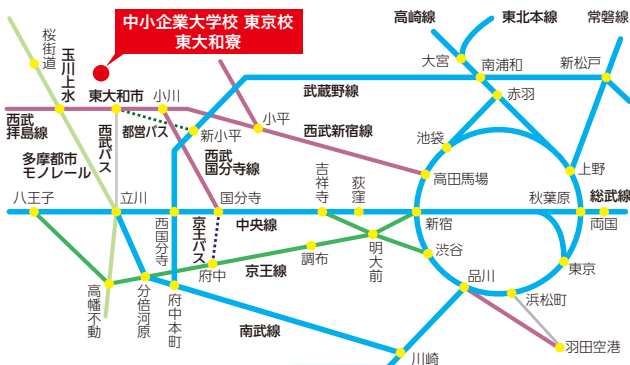 中小企業大学校 東京校
東大和寮
高崎線
東北本線
常磐線
桜街道
玉川上水
大宮
南浦和
新松戸
東大和市
小川
武蔵野線
赤羽
西武
拝島線
西武バス
都営バス
新小平
小平
西武新宿線
池袋
多摩都市
モノレール
西武
国分寺線
吉祥寺
荻窪
高田馬場
上野
八王子
立川
国分寺
秋葉原
総武線
西国分寺
京王バス
中央線
新宿
両国
明大前
渋谷
調布
京王線
府中
品川
東京
高幡不動
分倍河原
府中本町
浜松町
南武線
川崎
羽田空港